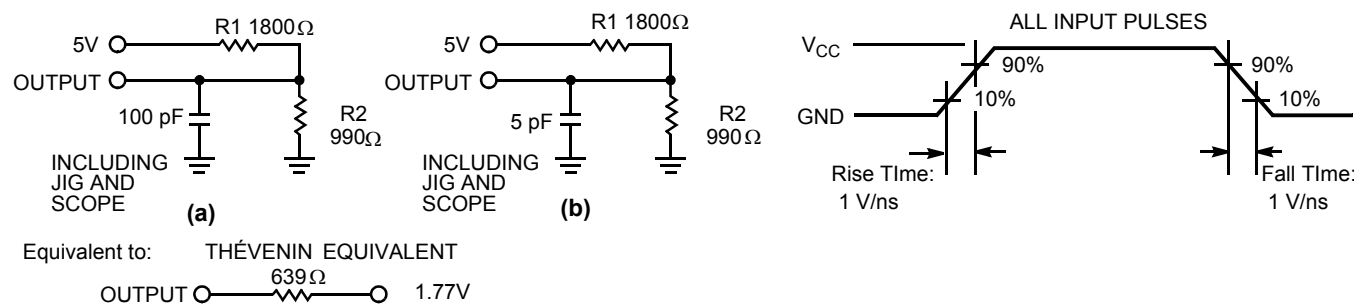 R1 1800Ω
5V
OUTPUT
100 pF
R2
990Ω
INCLUDING
JIG AND
SCOPE
(a)
R1 1800Ω
5V
OUTPUT
5 pF
R2
990Ω
INCLUDING
JIG AND
SCOPE
(b)
ALL INPUT PULSES
VCC
GND
90%
10%
90%
10%
Rise TIme:
1 V/ns
Fall TIme:
1 V/ns
Equivalent to: THÉVENIN EQUIVALENT
639Ω
OUTPUT 1.77V